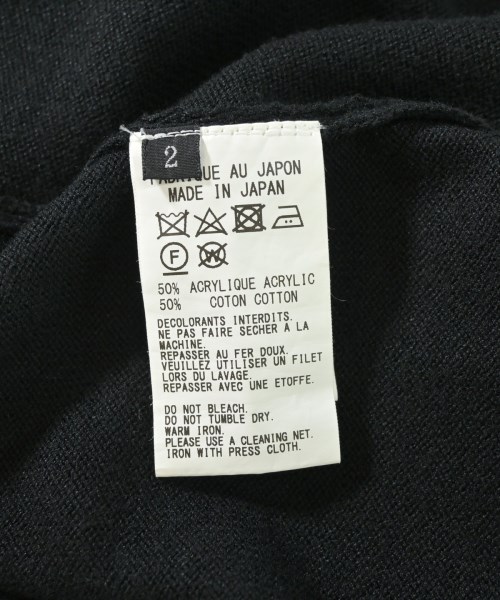 2
FABRIQUE AU JAPON
MADE IN JAPAN
F W
50% ACRYLIQUE ACRYLIC
50% COTON COTTON
DECOLORANTS INTERDITS.
NE PAS FAIRE SECHER A LA
MACHINE.
REPASSER AU FER DOUX.
VEUILLEZ UTILISER UN FILET
LORS DU LAVAGE.
REPASSER AVEC UNE ETOFFE.
DO NOT BLEACH.
DO NOT TUMBLE DRY.
WARM IRON.
PLEASE USE A CLEANING NET.
IRON WITH PRESS CLOTH.